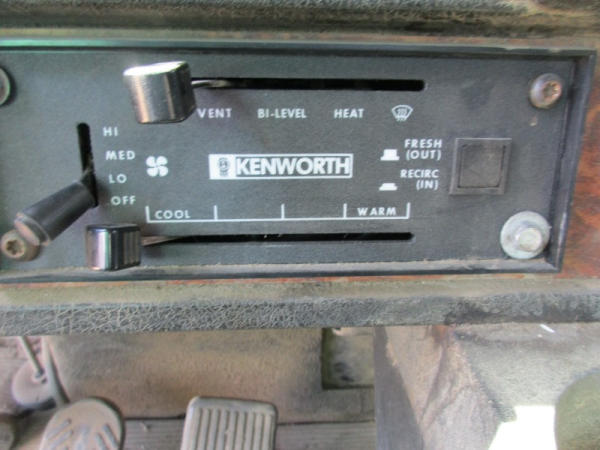 VENT BI-LEVEL HEAT
HI
MED
LO
OFF
KENWORTH
FRESH
(OUT)
RECIRC
(IN)
COOL WARM